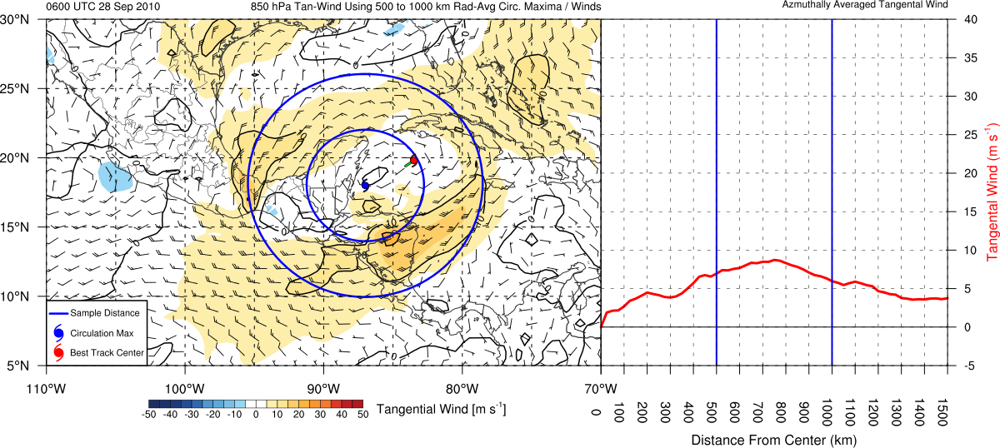 0600 UTC 28 Sep 2010
850 hPa Tan-Wind Using 500 to 1000 km Rad-Avg Circ. Maxima / Winds
Azmuthally Averaged Tangental Wind
30°N
25°N
20°N
15°N
10°N
5°N
110°W
100°W
90°W
80°W
70°W
Sample Distance
Circulation Max
Best Track Center
-50 -40 -30 -20 -10 0 10 20 30 40 50
Tangential Wind [m s⁻¹]
40
35
30
25
20
15
10
5
0
-5
Tangental Wind (m s⁻¹)
0 100 200 300 400 500 600 700 800 900 1000 1100 1200 1300 1400 1500
Distance From Center (km)